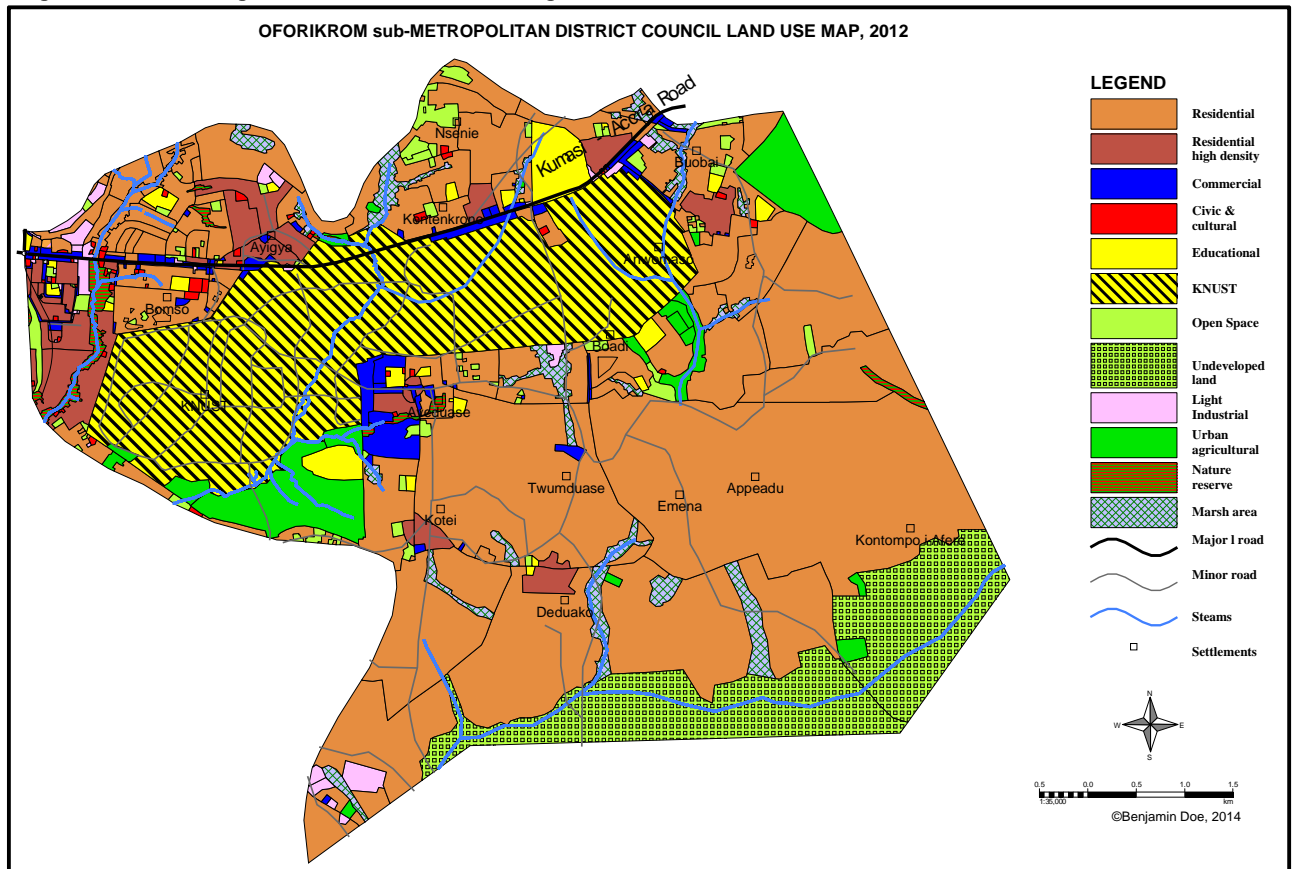 OFORIKROM sub-METROPOLITAN DISTRICT COUNCIL LAND USE MAP, 2012
Kumasi Accra Road
Nsenie
Buobai
Kentenkrono
Ayigya
Anwomaso
Bomso
Boadi
KNUST
Ayeduase
Twumduase
Appeadu
Emena
Kotei
Kontompo i Afere
Deduako
LEGEND
Residential
Residential
high density
Commercial
Civic &
cultural
Educational
KNUST
Open Space
Undeveloped
land
Light
Industrial
Urban
agricultural
Nature
reserve
Marsh area
Major I road
Minor road
Steams
Settlements
N
W E
S
0.5 0.0 0.5 1.0 1.5
1:35,000 km
©Benjamin Doe, 2014